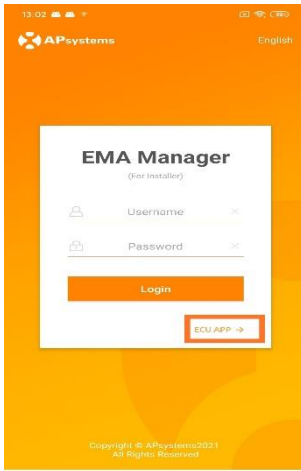 13:02
APsystems
English
EMA Manager
(For Installer)
Username
Password
Login
ECU APP →
Copyright © APsystems2021
All Rights Reserved